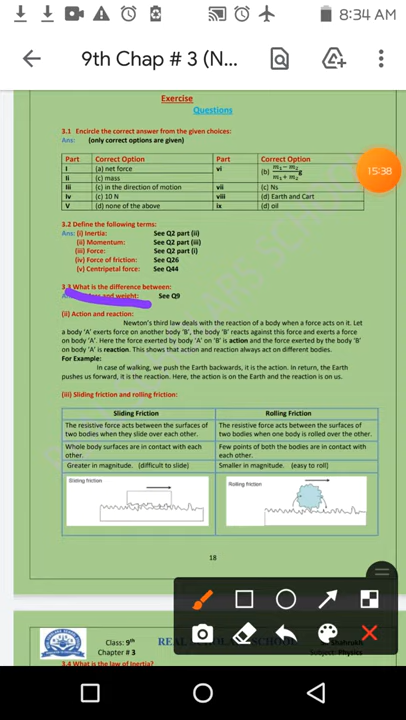 8:34 AM
9th Chap # 3 (N...
Exercise
Questions
15:38
3.1 Encircle the correct answer from the given choices:
Ans: (only correct options are given)
Part Correct Option Part Correct Option
I (a) net force vi (b) m₁ − m₂ / m₁ + m₂ g
Ii (c) mass
Iii (c) in the direction of motion vii (c) Ns
Iv (c) 10 N viii (d) Earth and Cart
V (d) none of the above ix (d) oil
3.2 Define the following terms:
Ans: (i) Inertia: See Q2 part (ii)
(ii) Momentum: See Q2 part (iii)
(iii) Force: See Q2 part (i)
(iv) Force of friction: See Q26
(v) Centripetal force: See Q44
3.3 What is the difference between:
and weight: See Q9
(ii) Action and reaction:
Newton's third law deals with the reaction of a body when a force acts on it. Let
a body 'A' exerts force on another body 'B', the body 'B' reacts against this force and exerts a force
on body 'A'. Here the force exerted by body 'A' on 'B' is action and the force exerted by the body 'B'
on body 'A' is reaction. This means action and reaction always act on different bodies.
For Example:
In case of walking, we push the Earth backwards, it is the action. In return, the Earth
pushes us forward, it is the reaction. Here, the action is on the Earth and the reaction is on us.
(iii) Sliding friction and rolling friction:
Sliding Friction Rolling Friction
The resistive force acts between the surfaces of The resistive force acts between the surfaces of
two bodies when they slide over each other. two bodies when one body is rolled over the other.
Whole body surfaces are in contact with each Few points of both the bodies are in contact with
other. each other.
Greater in magnitude. (difficult to slide) Smaller in magnitude. (easy to roll)
Sliding friction Rolling friction
18
Class: 9th REAL SCHOOL
Chapter # 3 Subject: Physics
3.4 What is the law of Inertia?